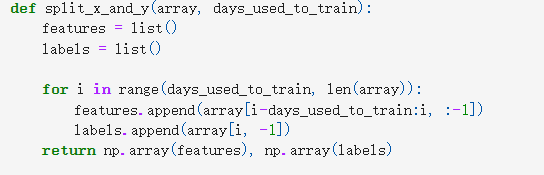 def split_x_and_y(array, days_used_to_train):
    features = list()
    labels = list()

    for i in range(days_used_to_train, len(array)):
        features.append(array[i-days_used_to_train:i, :-1])
        labels.append(array[i, -1])
    return np.array(features), np.array(labels)